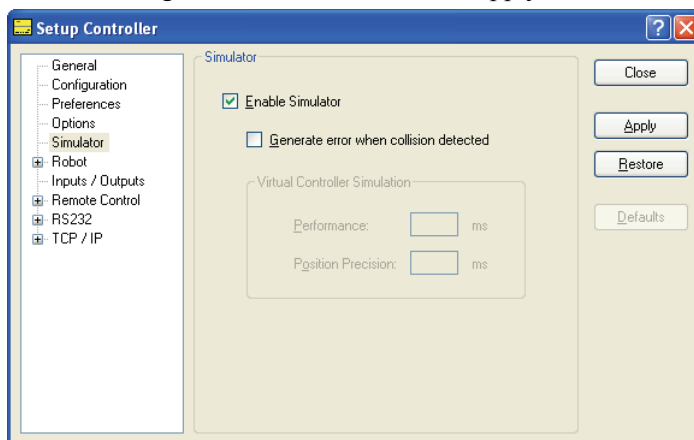 Setup Controller
General
Configuration
Preferences
Options
Simulator
Robot
Inputs / Outputs
Remote Control
RS232
TCP / IP
Simulator
Enable Simulator
Generate error when collision detected
Virtual Controller Simulation
Performance: ms
Position Precision: ms
Close
Apply
Restore
Defaults